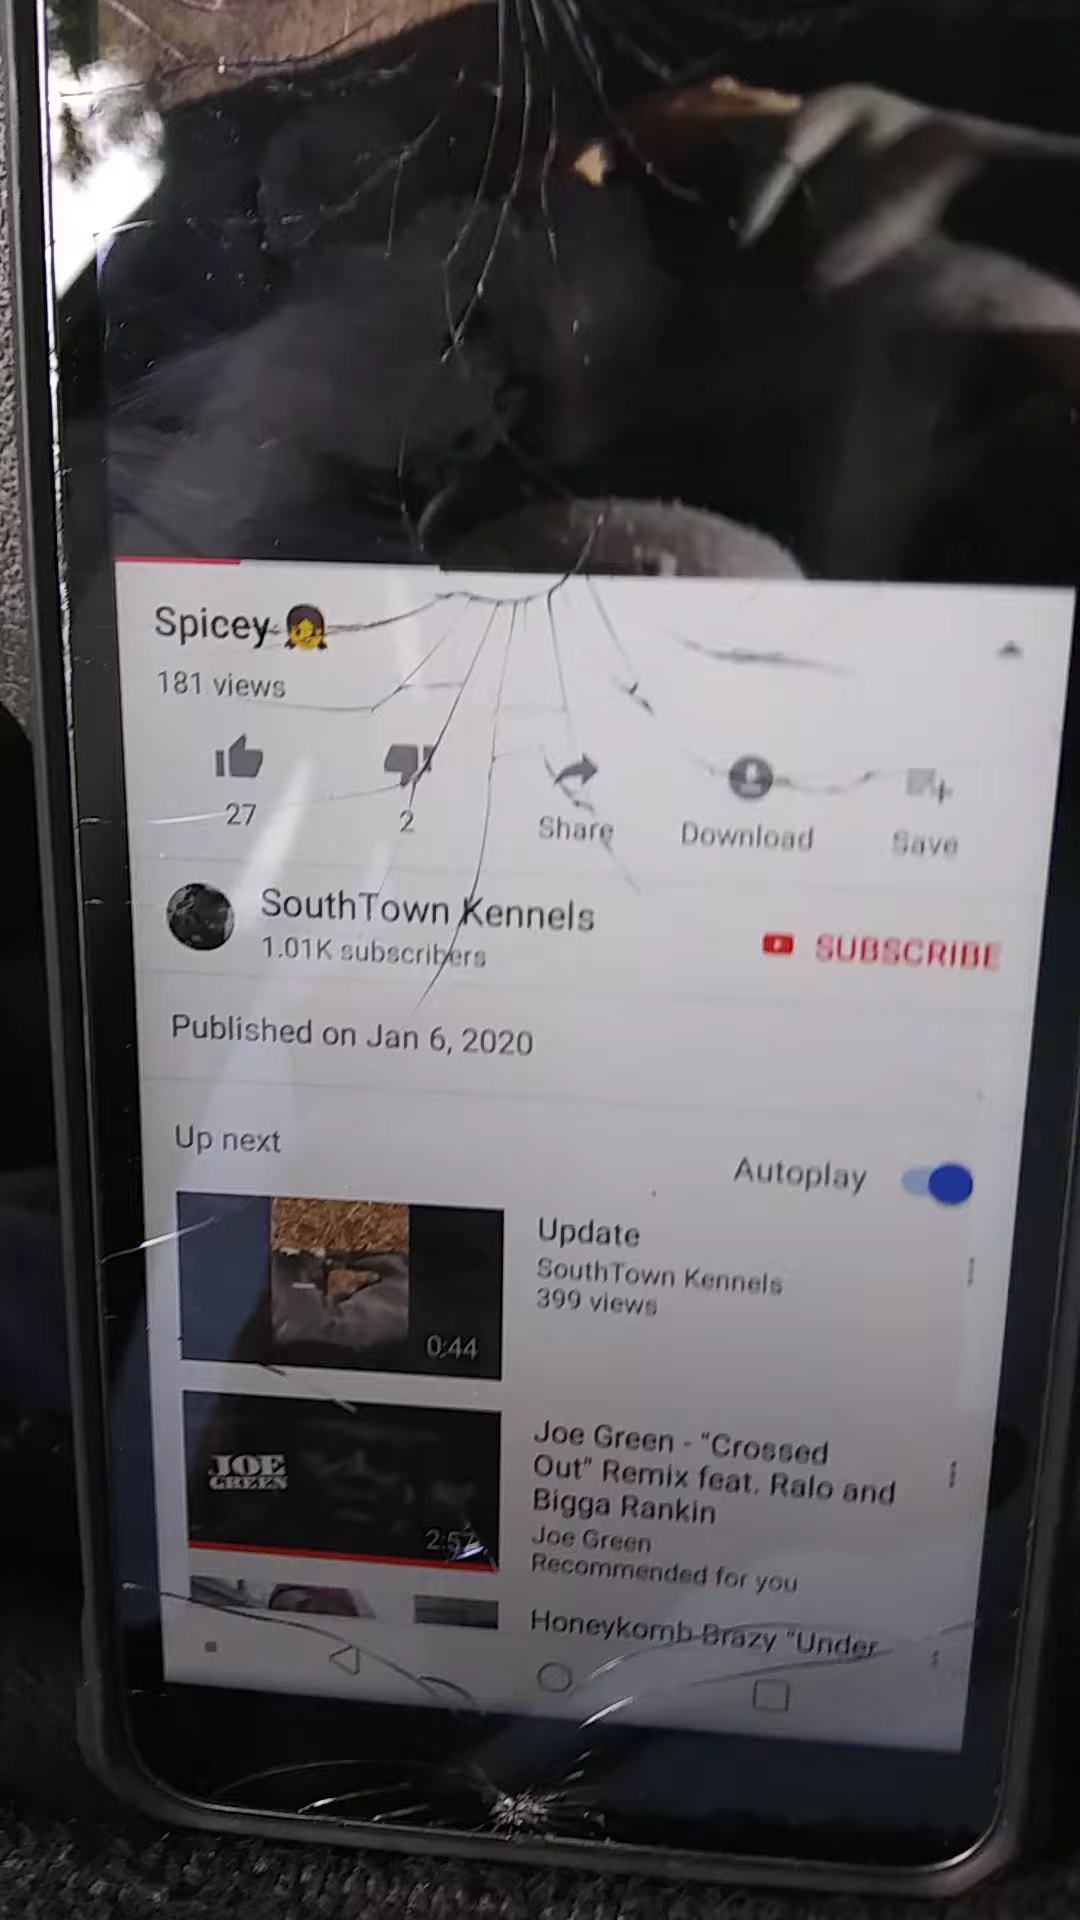 Spicey
181 views
27
2
Share
Download
Save
SouthTown Kennels
1.01K subscribers
SUBSCRIBE
Published on Jan 6, 2020
Up next
Autoplay
0:44
Update
SouthTown Kennels
399 views
JOE
GREEN
2:57
Joe Green - "Crossed
Out" Remix feat. Ralo and
Bigga Rankin
Joe Green
Recommended for you
Honeykomb Brazy "Under